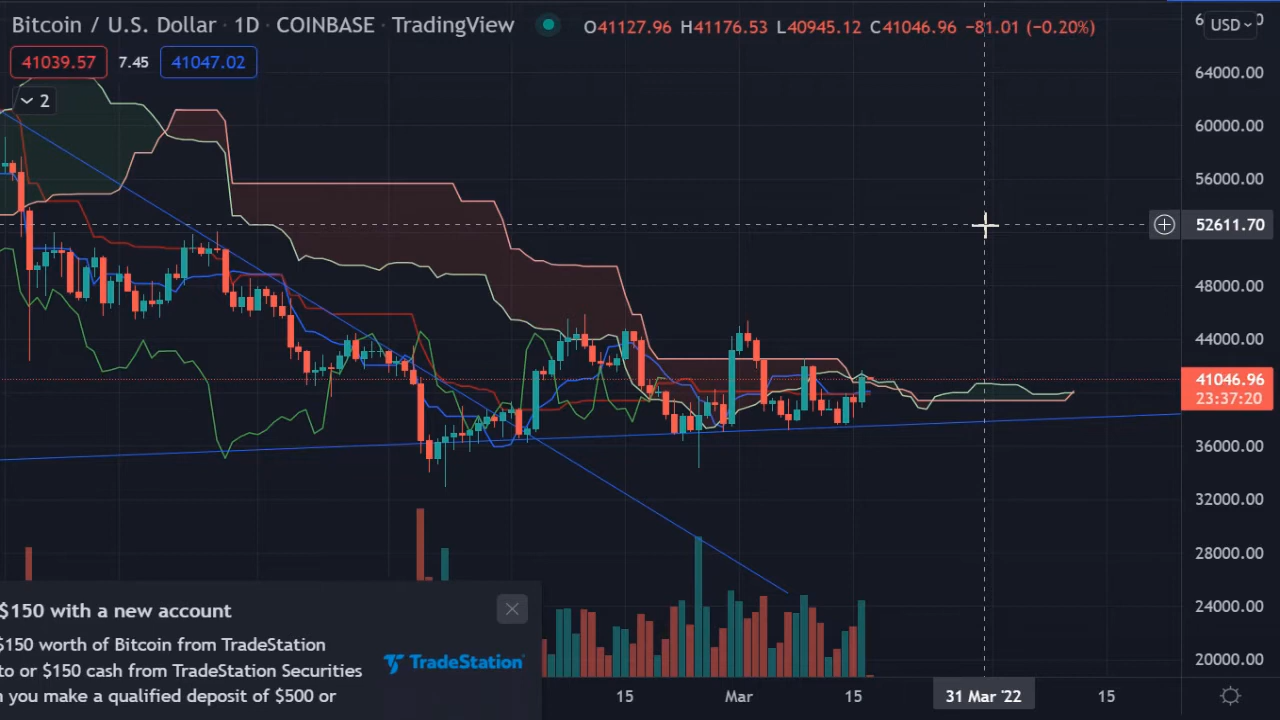 Bitcoin / U.S. Dollar · 1D · COINBASE · TradingView
O41127.96 H41176.53 L40945.12 C41046.96 −81.01 (−0.20%)
USD
41039.57 7.45 41047.02
2
64000.00
60000.00
56000.00
52611.70
48000.00
44000.00
41046.96
23:37:20
36000.00
32000.00
28000.00
24000.00
20000.00
$150 with a new account
$150 worth of Bitcoin from TradeStation
to or $150 cash from TradeStation Securities
you make a qualified deposit of $500 or
TradeStation
15 Mar 15 31 Mar '22 15